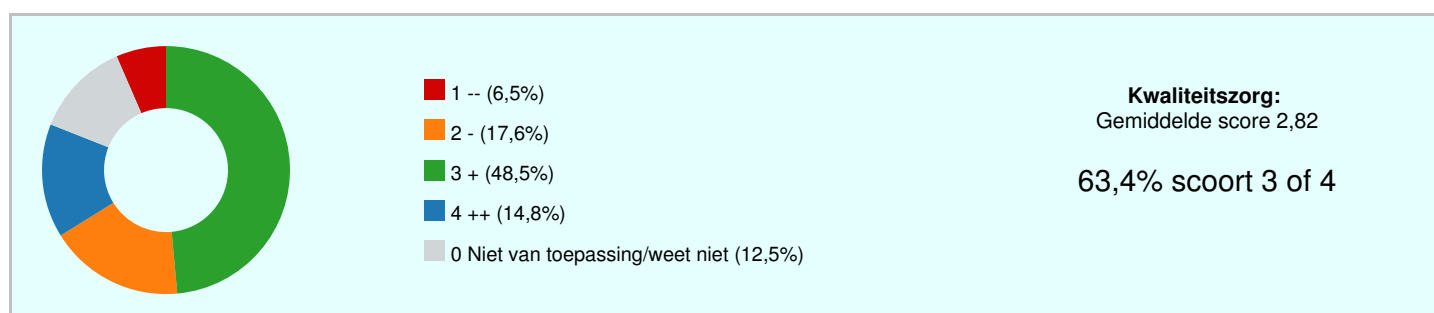 1 -- (6,5%)
2 - (17,6%)
3 + (48,5%)
4 ++ (14,8%)
0 Niet van toepassing/weet niet (12,5%)
Kwaliteitszorg:
Gemiddelde score 2,82
63,4% scoort 3 of 4